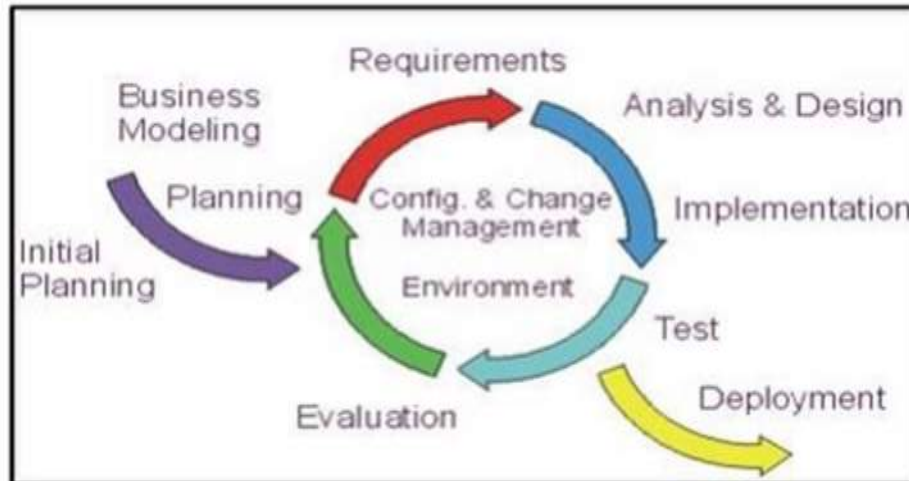 Requirements
Business
Modeling
Analysis & Design
Planning
Config. & Change
Management
Implementation
Initial
Planning
Environment
Test
Deployment
Evaluation